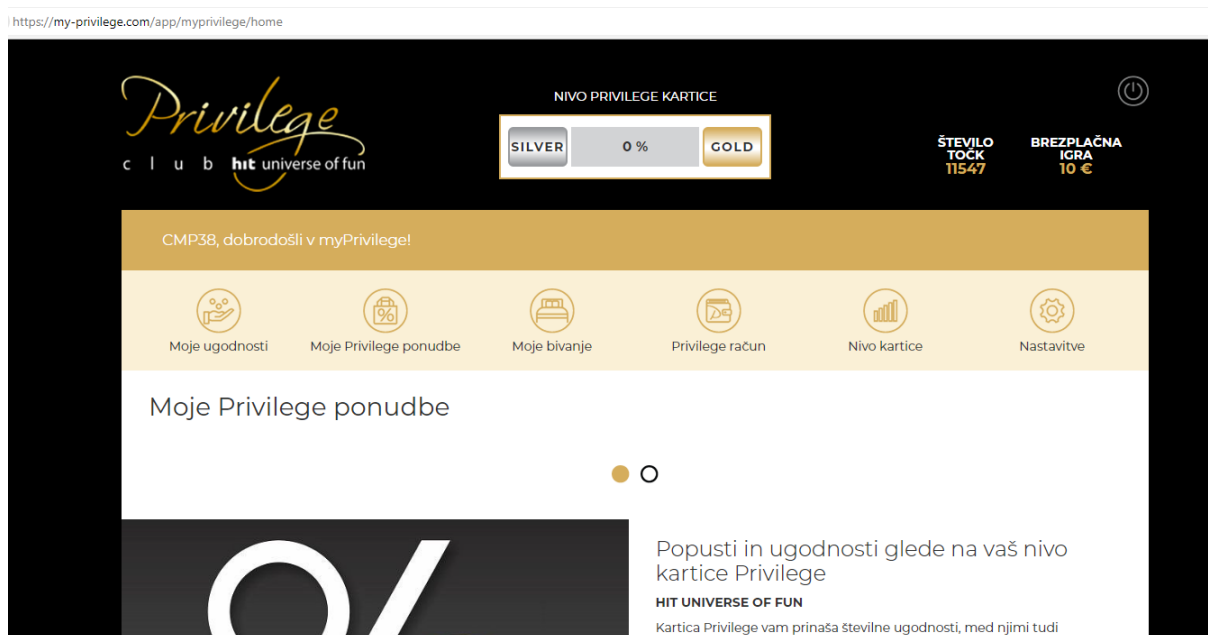 https://my-privilege.com/app/myprivilege/home
Privilege
club hit universe of fun
NIVO PRIVILEGE KARTICE
SILVER 0 % GOLD
ŠTEVILO
TOČK
11547
BREZPLAČNA
IGRA
10 €
CMP38, dobrodošli v myPrivilege!
Moje ugodnosti
Moje Privilege ponudbe
Moje bivanje
Privilege račun
Nivo kartice
Nastavitve
Moje Privilege ponudbe
%
Popusti in ugodnosti glede na vaš nivo
kartice Privilege
HIT UNIVERSE OF FUN
Kartica Privilege vam prinaša številne ugodnosti, med njimi tudi